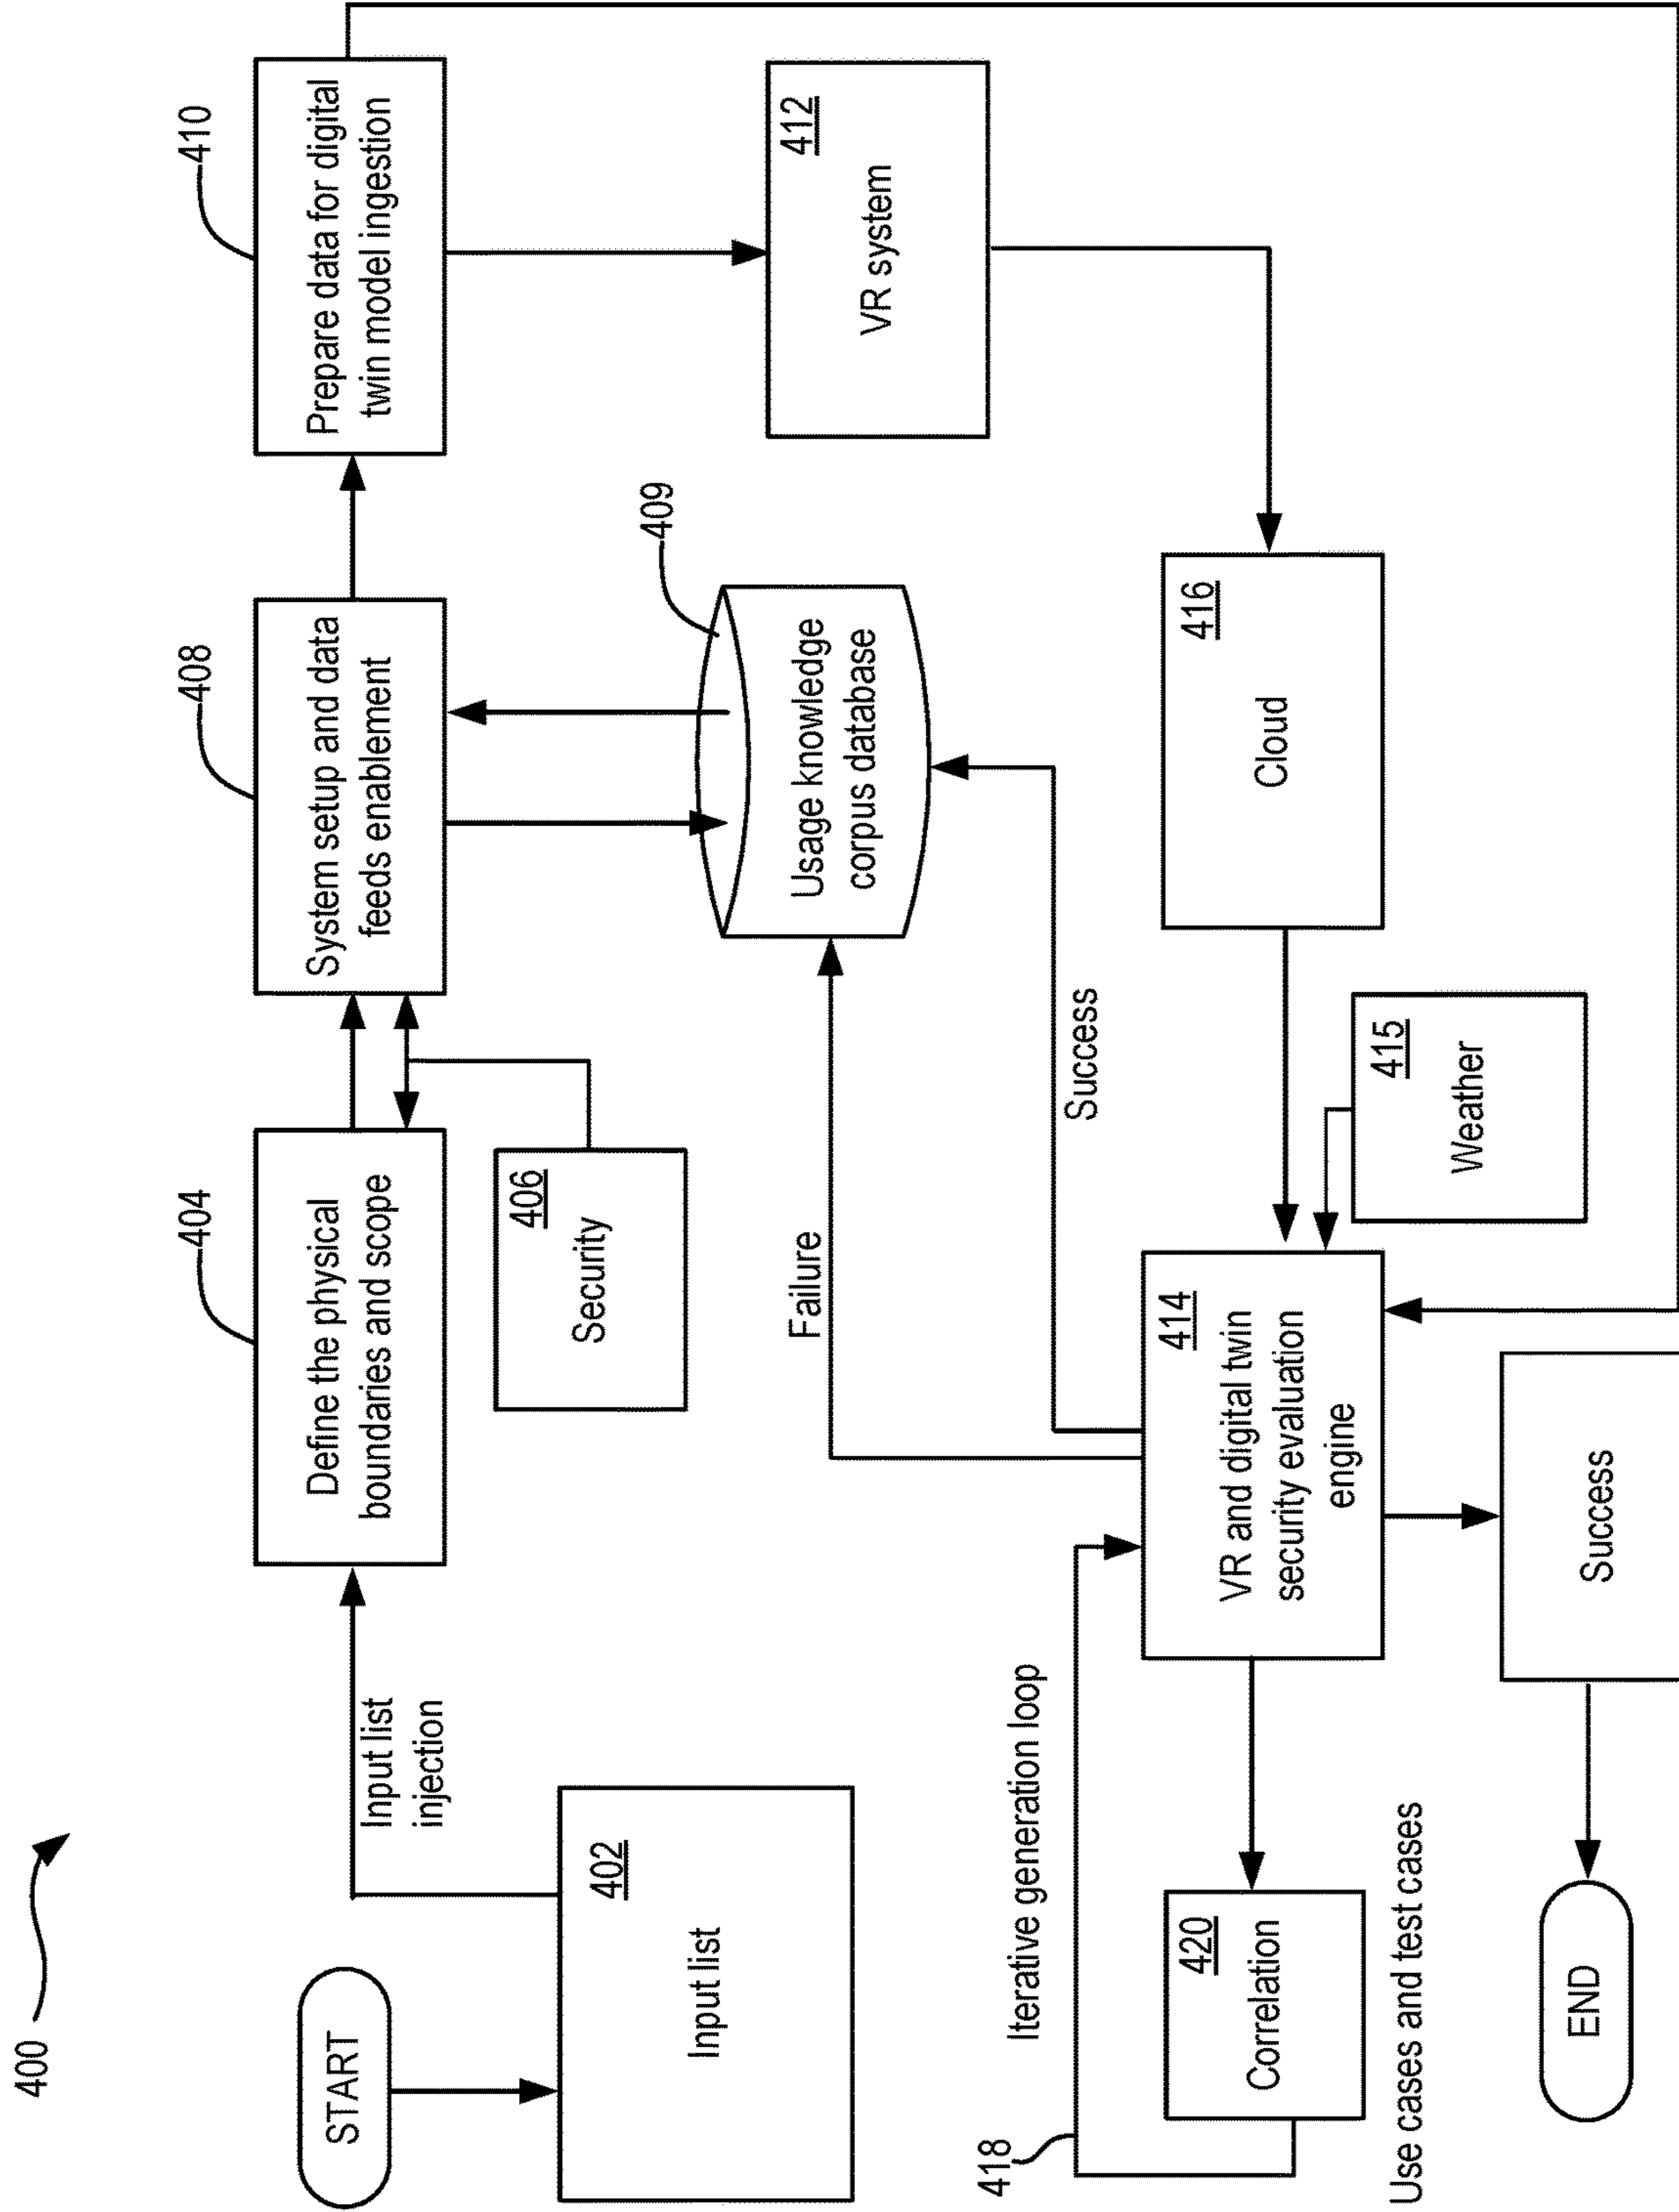 400
START
402
Input list
Input list
injection
404
Define the physical
boundaries and scope
406
Security
408
System setup and data
feeds enablement
409
Usage knowledge
corpus database
410
Prepare data for digital
twin model ingestion
412
VR system
416
Cloud
415
Weather
Failure
Success
414
VR and digital twin
security evaluation
engine
Iterative generation loop
418
420
Correlation
Use cases and test cases
Success
END